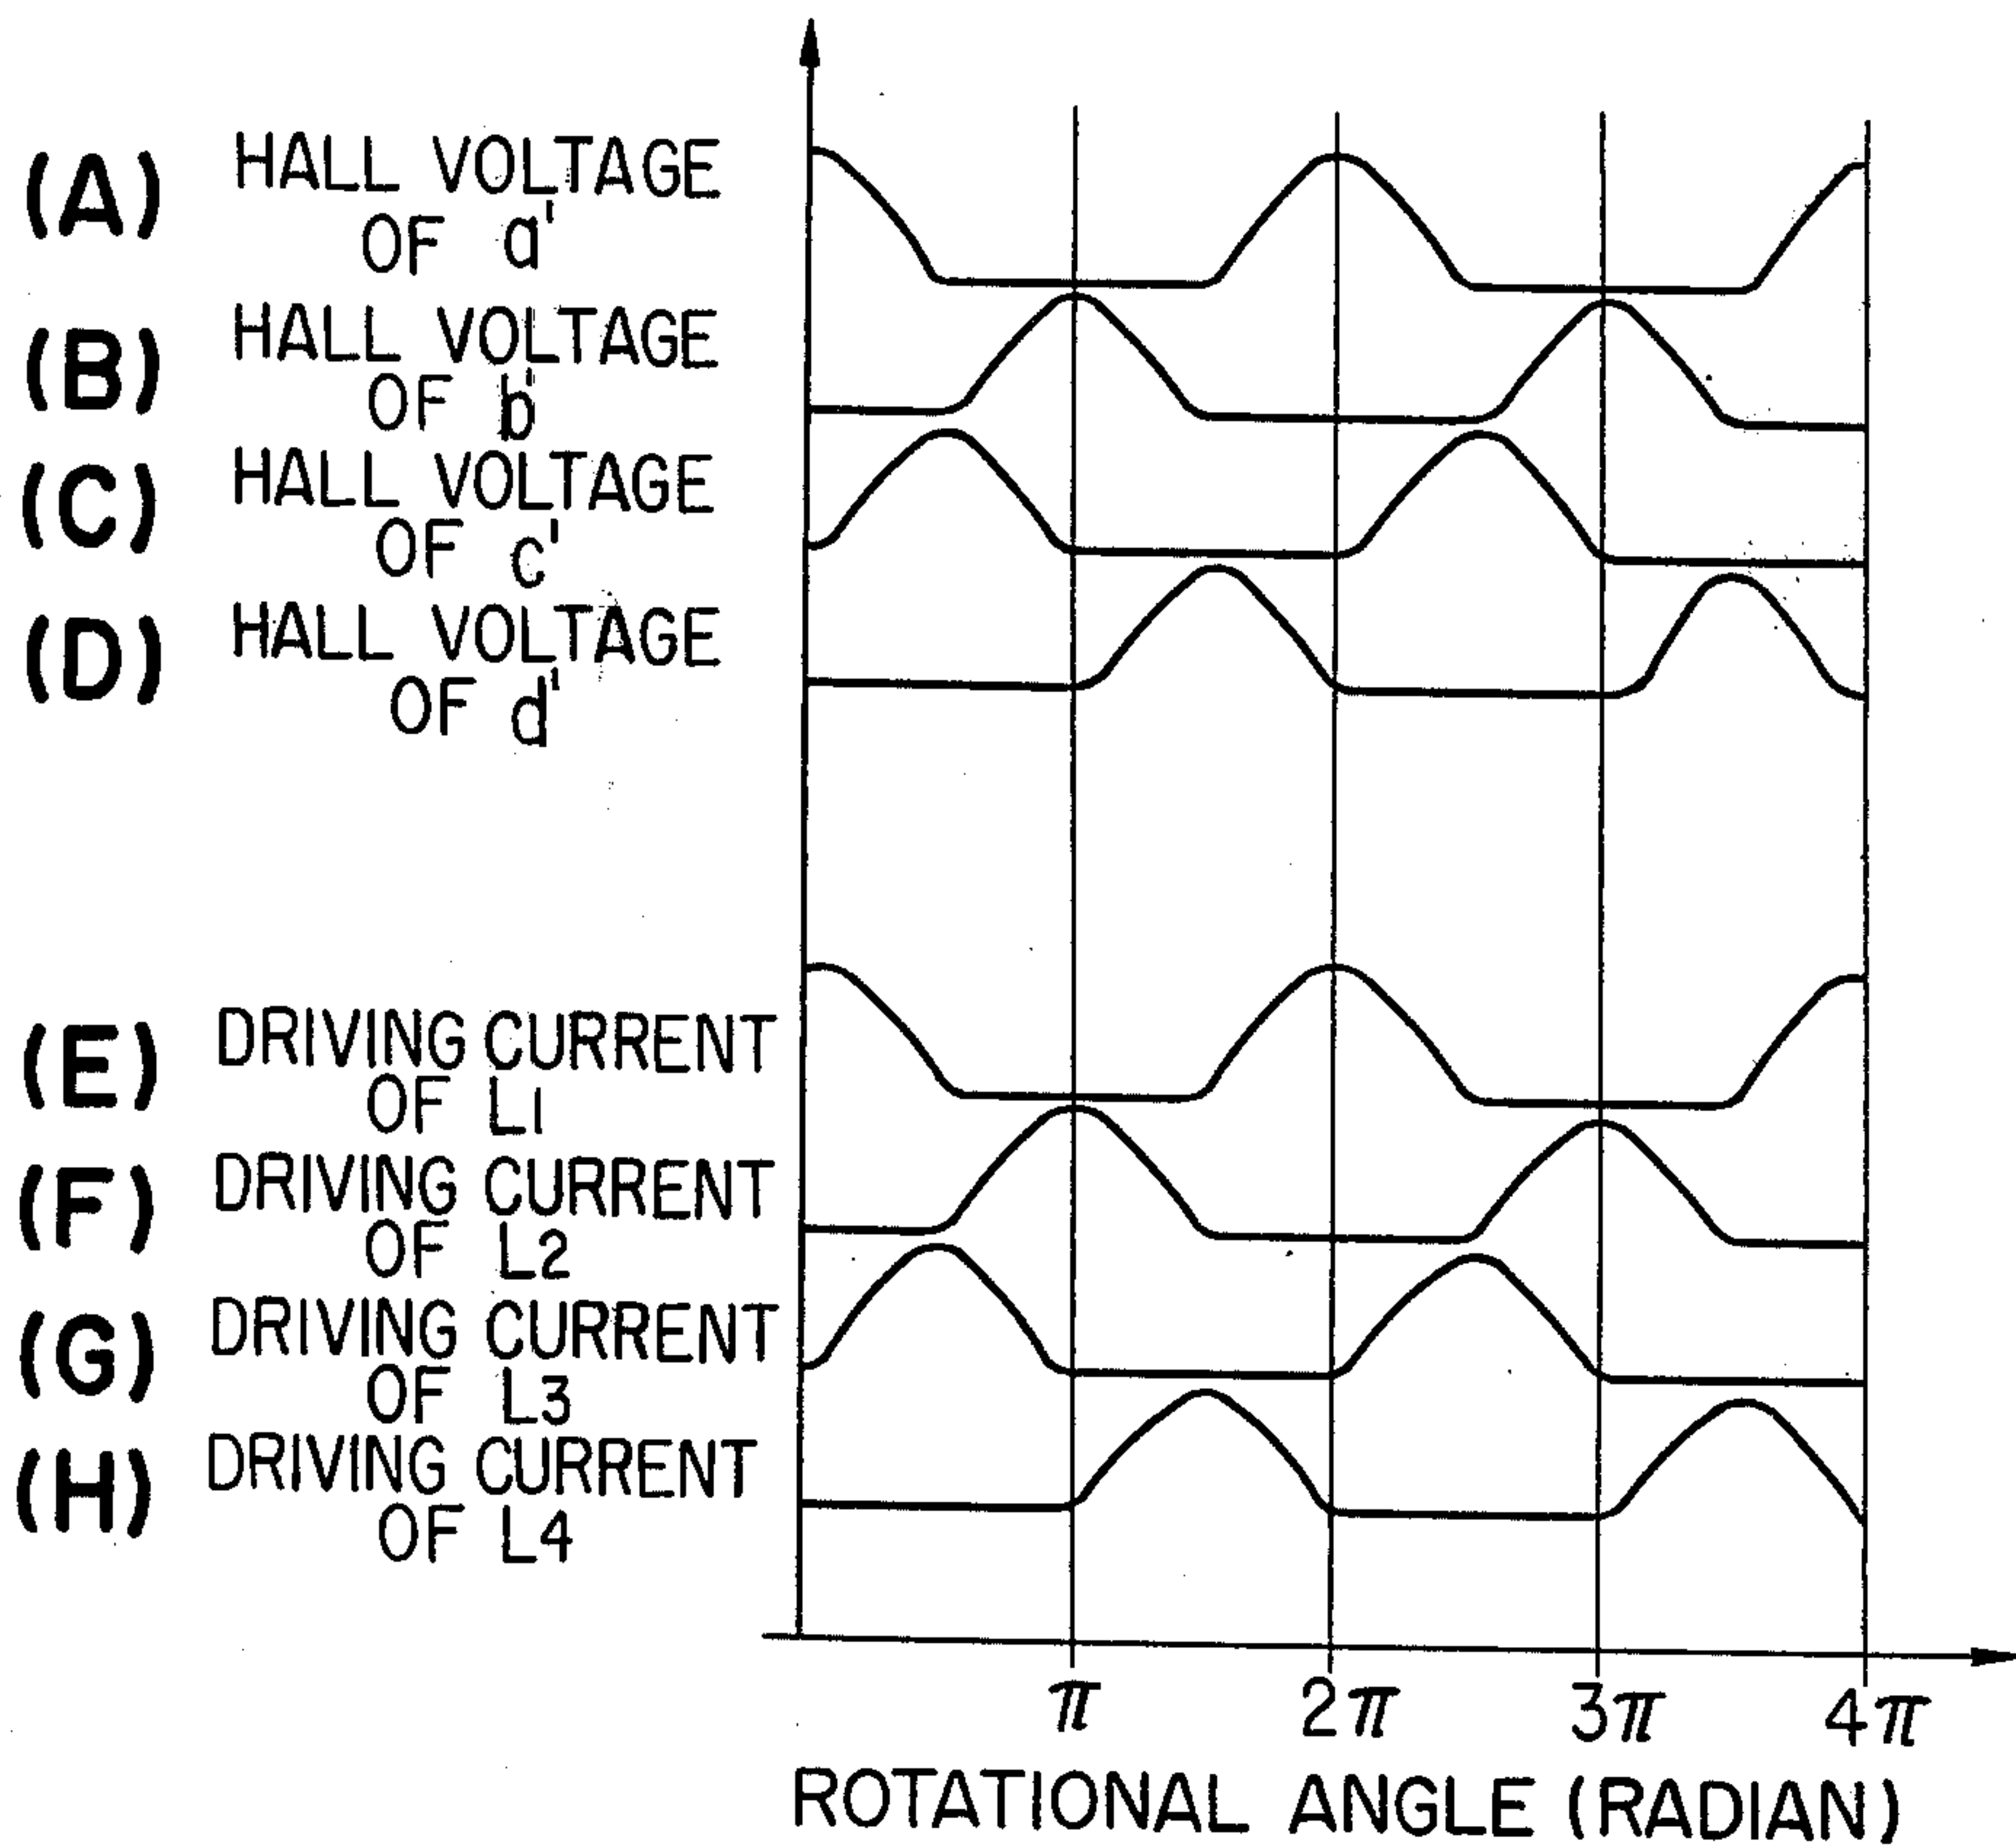 (A) HALL VOLTAGE
OF a'
(B) HALL VOLTAGE
OF b'
(C) HALL VOLTAGE
OF c'
(D) HALL VOLTAGE
OF d'
(E) DRIVING CURRENT
OF L1
(F) DRIVING CURRENT
OF L2
(G) DRIVING CURRENT
OF L3
(H) DRIVING CURRENT
OF L4
π 2π 3π 4π
ROTATIONAL ANGLE (RADIAN)